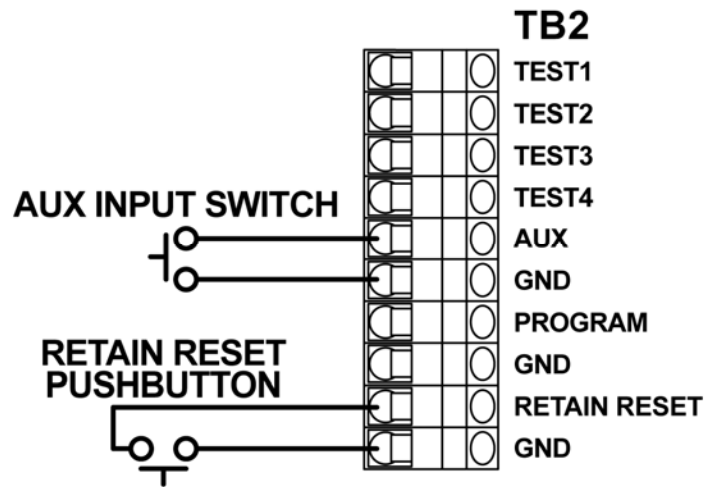 TB2
TEST1
TEST2
TEST3
TEST4
AUX INPUT SWITCH
AUX
GND
PROGRAM
RETAIN RESET
PUSHBUTTON
GND
RETAIN RESET
GND